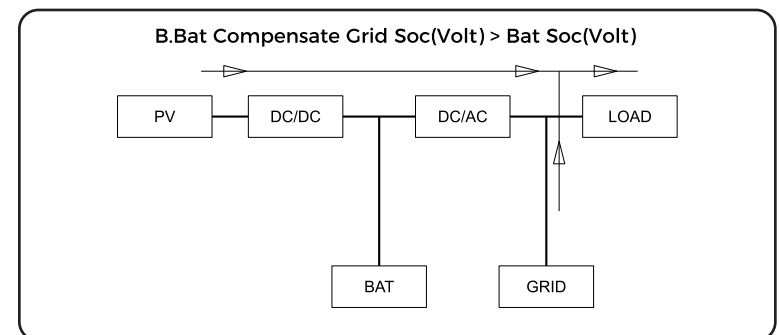 B.Bat Compensate Grid Soc(Volt) > Bat Soc(Volt)
PV DC/DC DC/AC LOAD
BAT GRID